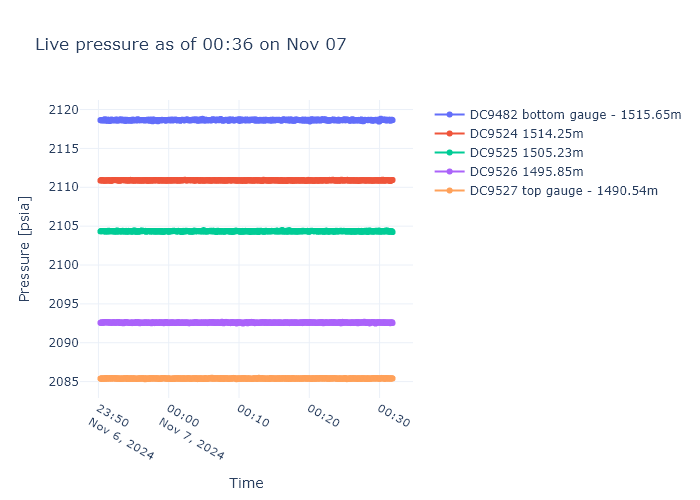 Live pressure as of 00:36 on Nov 07
DC9482 bottom gauge - 1515.65m
DC9524 1514.25m
DC9525 1505.23m
DC9526 1495.85m
DC9527 top gauge - 1490.54m
Pressure [psia]
2120
2115
2110
2105
2100
2095
2090
2085
23:50
Nov 6, 2024
00:00
Nov 7, 2024
00:10
00:20
00:30
Time